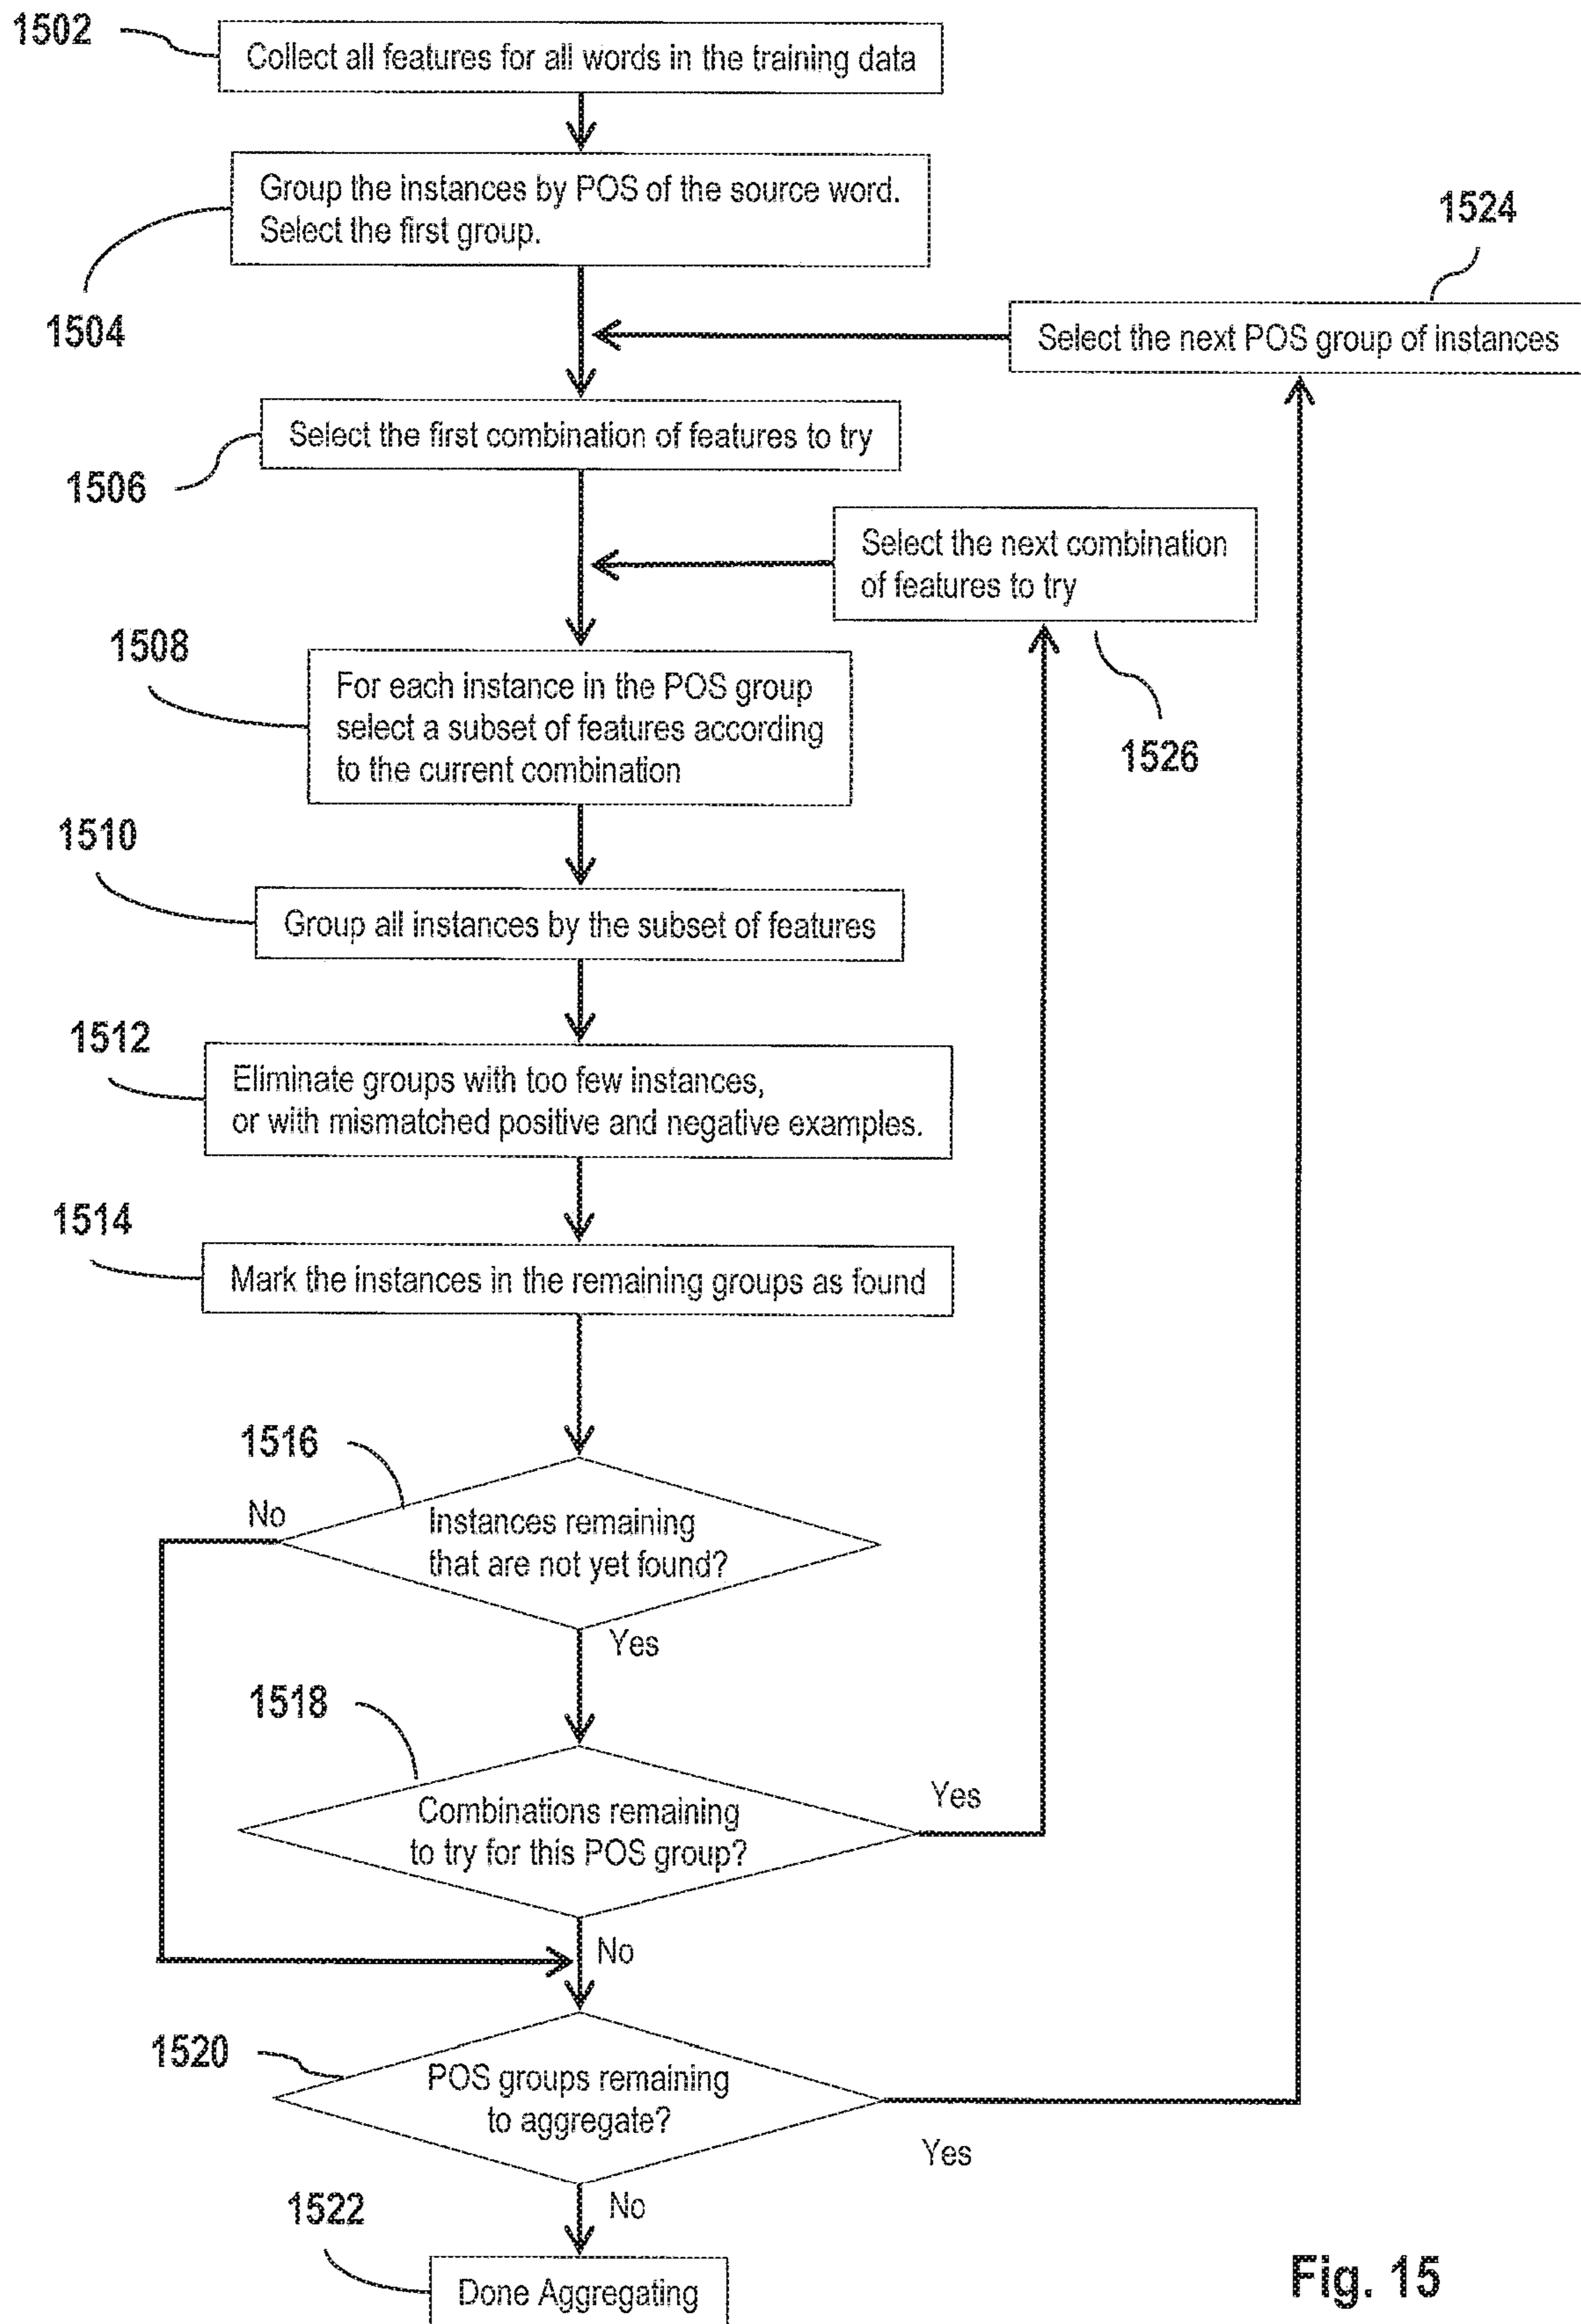 1502
Collect all features for all words in the training data
Group the instances by POS of the source word.
Select the first group.
1504
1524
Select the next POS group of instances
Select the first combination of features to try
1506
Select the next combination
of features to try
1526
1508
For each instance in the POS group
select a subset of features according
to the current combination
1510
Group all instances by the subset of features
1512
Eliminate groups with too few instances,
or with mismatched positive and negative examples.
1514
Mark the instances in the remaining groups as found
1516
No
Instances remaining
that are not yet found?
Yes
1518
Combinations remaining
to try for this POS group?
Yes
No
1520
POS groups remaining
to aggregate?
Yes
No
1522
Done Aggregating
Fig. 15